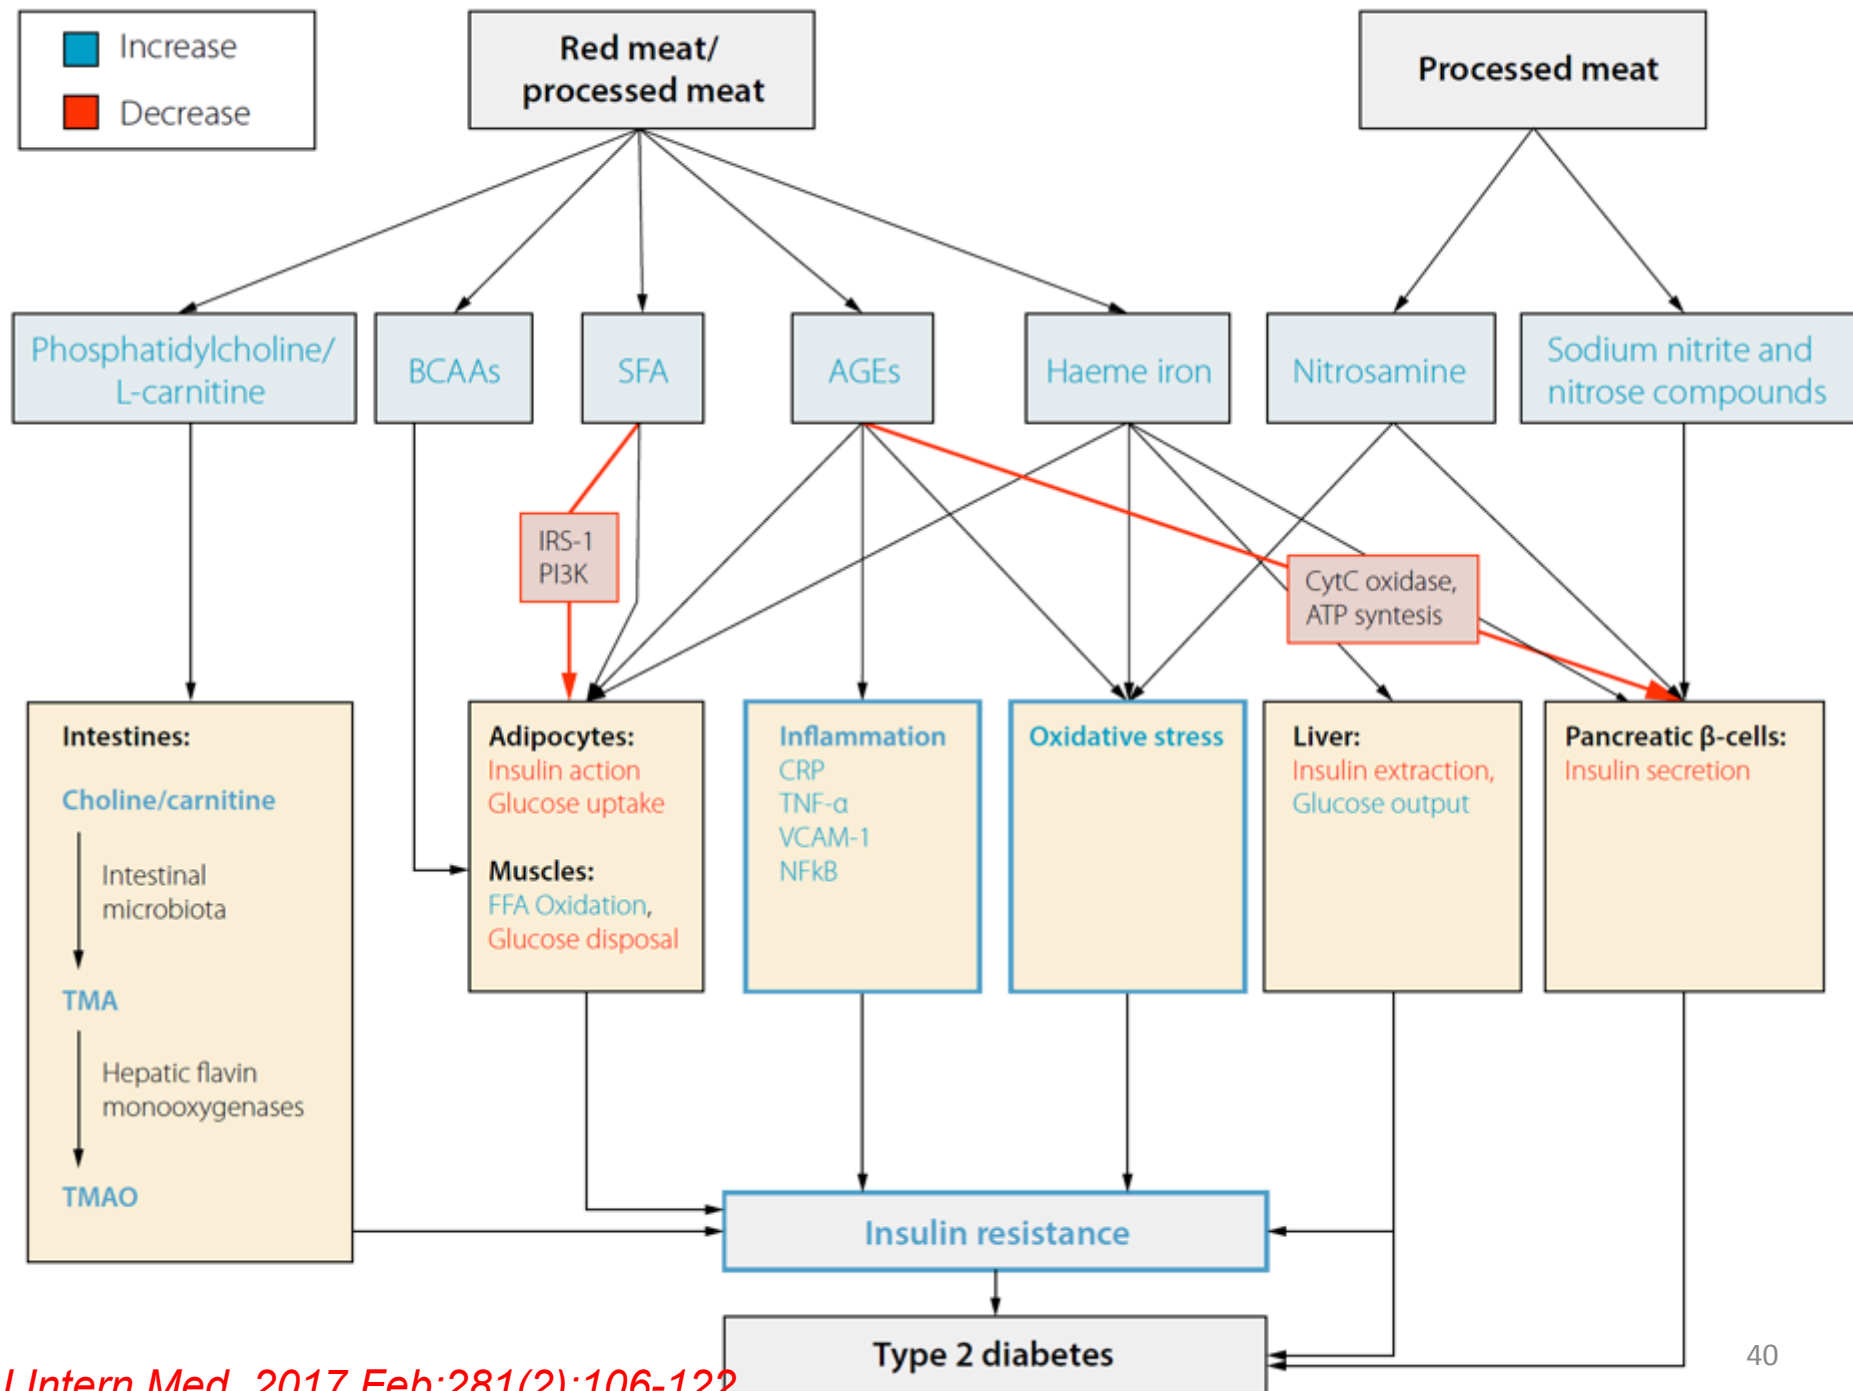 Increase
Decrease
Red meat/
processed meat
Processed meat
Phosphatidylcholine/
L-carnitine
BCAAs
SFA
AGEs
Haeme iron
Nitrosamine
Sodium nitrite and
nitrose compounds
IRS-1
PI3K
CytC oxidase,
ATP syntesis
Intestines:
Choline/carnitine
Intestinal
microbiota
TMA
Hepatic flavin
monooxygenases
TMAO
Adipocytes:
Insulin action
Glucose uptake
Muscles:
FFA Oxidation,
Glucose disposal
Inflammation
CRP
TNF-α
VCAM-1
NFkB
Oxidative stress
Liver:
Insulin extraction,
Glucose output
Pancreatic β-cells:
Insulin secretion
Insulin resistance
Type 2 diabetes
J Intern Med. 2017 Feb;281(2):106-122
40